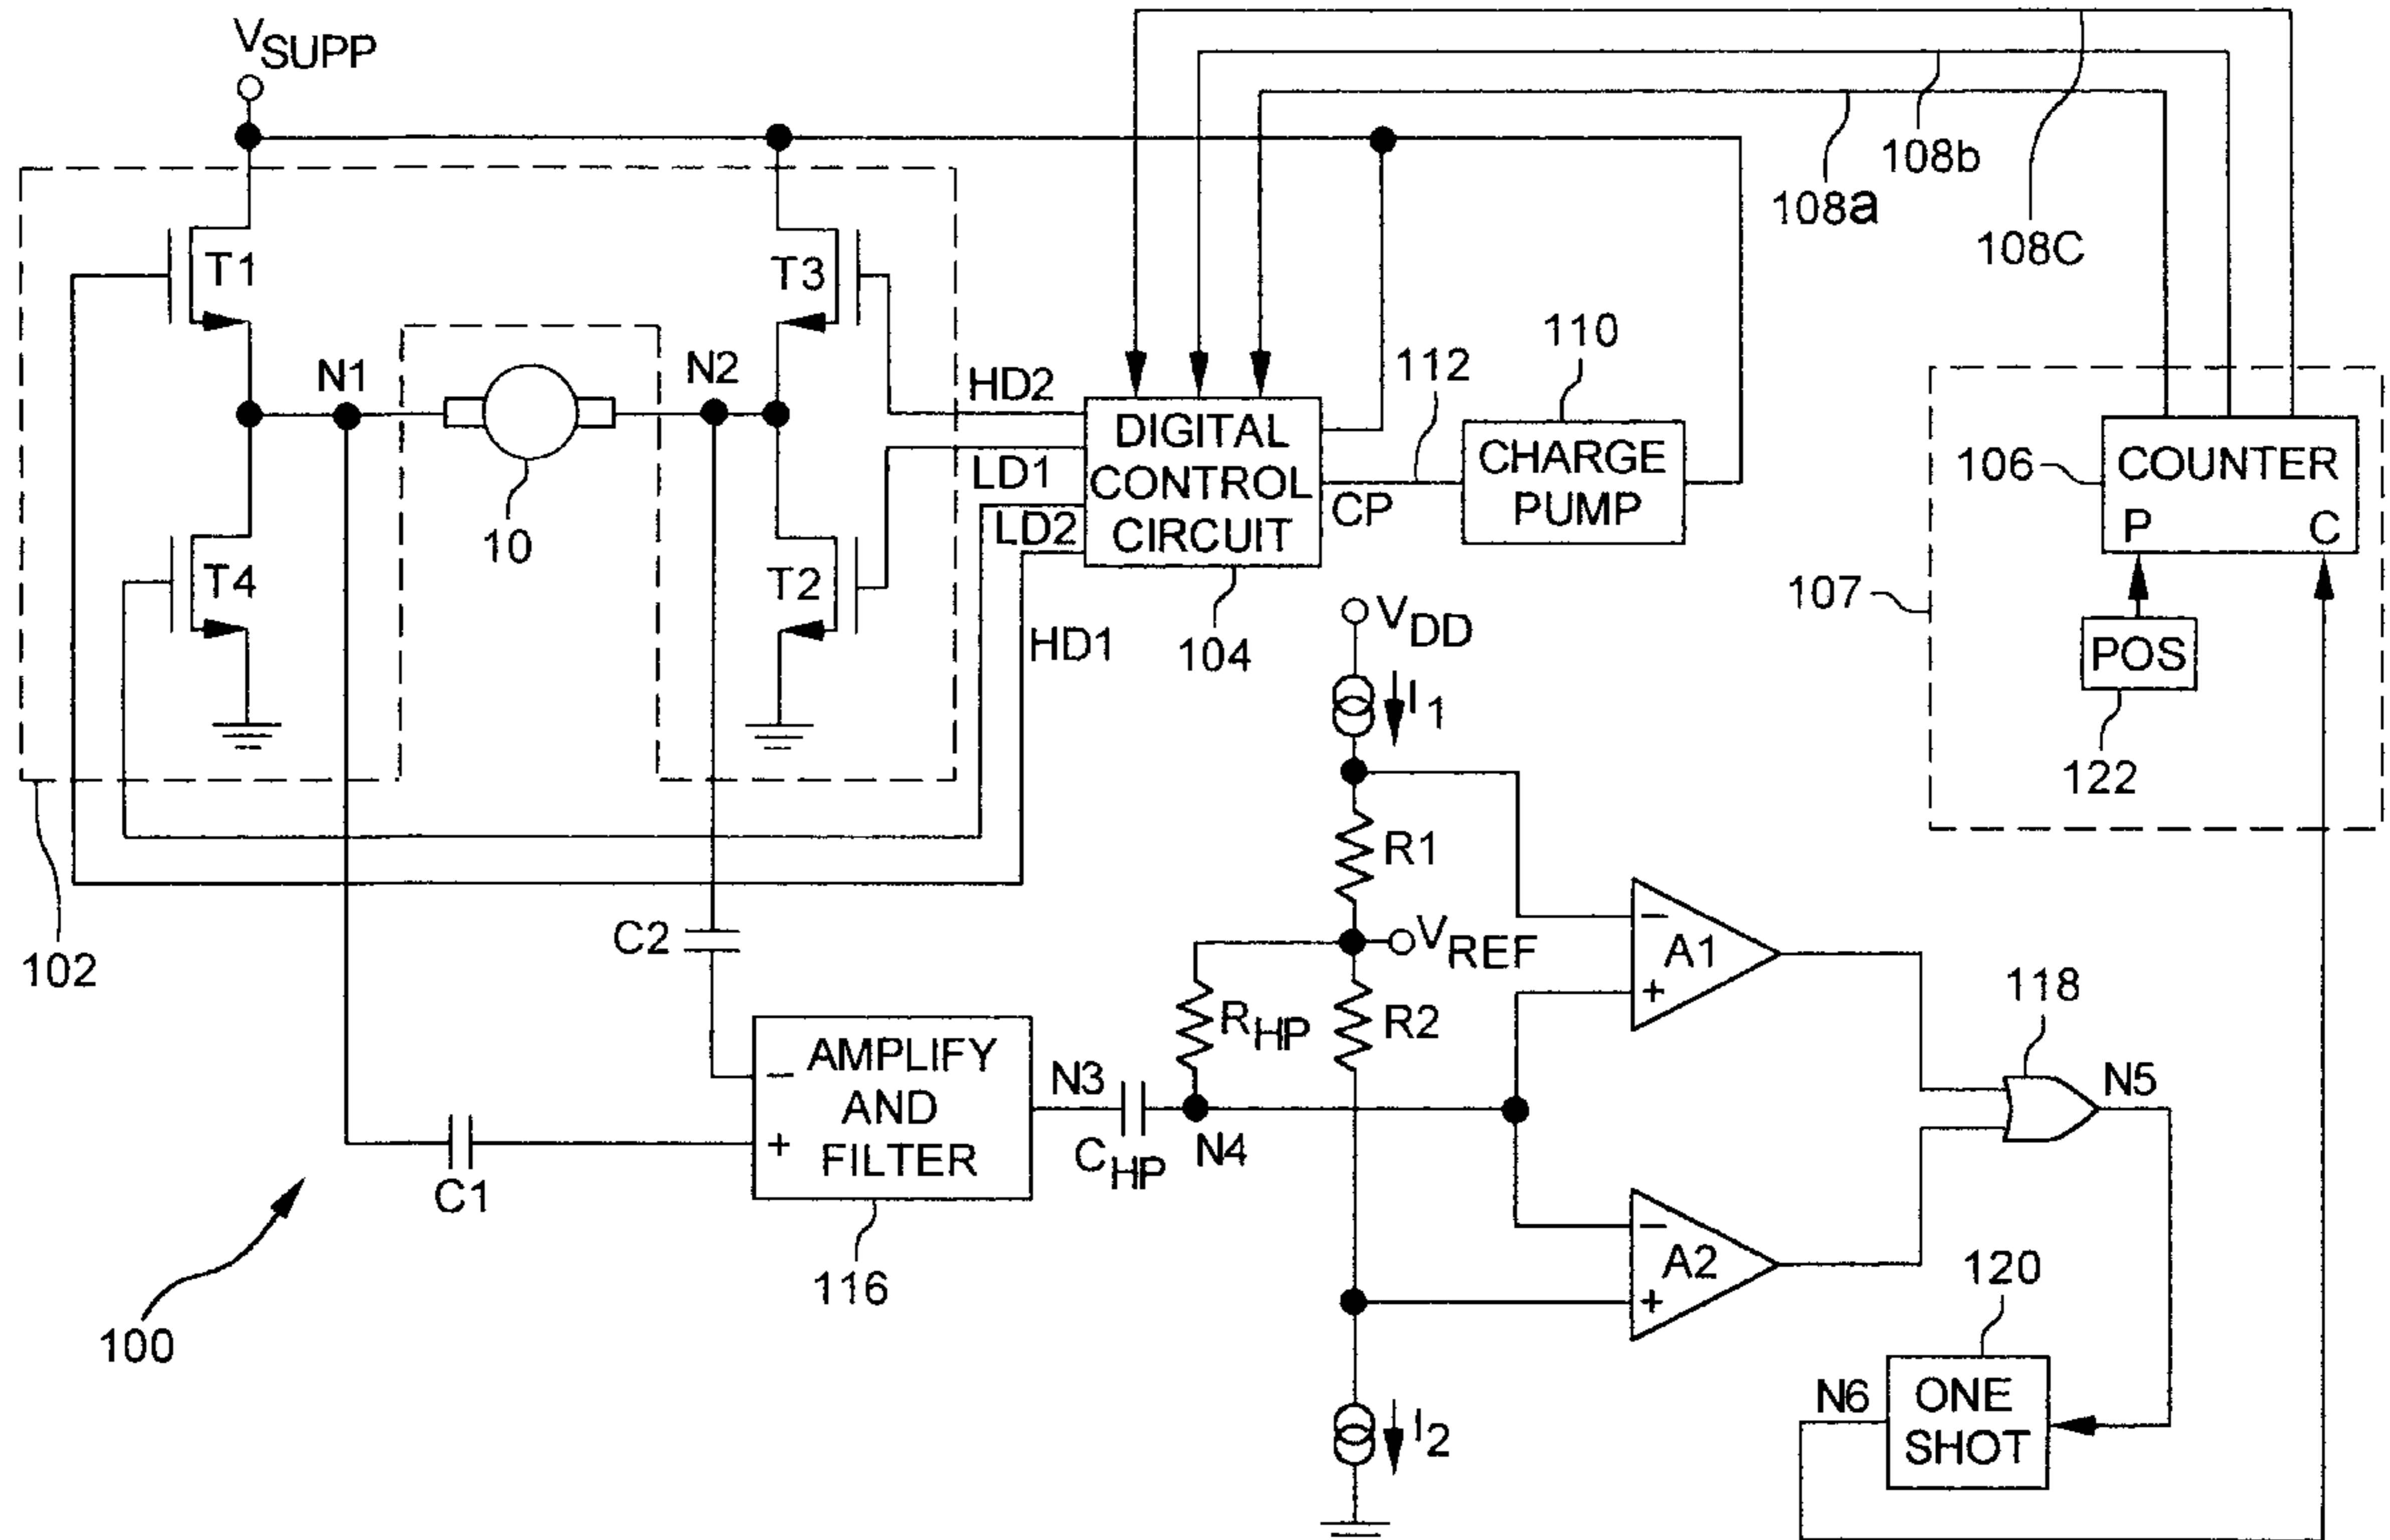 VSUPP
108b
108a
108C
T1
T3
N1
N2
HD2
112
110
DIGITAL
CONTROL
CIRCUIT
CHARGE
PUMP
106
COUNTER
P
C
LD1
LD2
CP
10
T4
T2
HD1
104
107
POS
122
VDD
I1
R1
C2
VREF
102
A1
118
RHP
R2
AMPLIFY
AND
FILTER
−
+
N3
N5
CHP
N4
C1
−
+
−
+
A2
116
120
100
N6
ONE
SHOT
I2